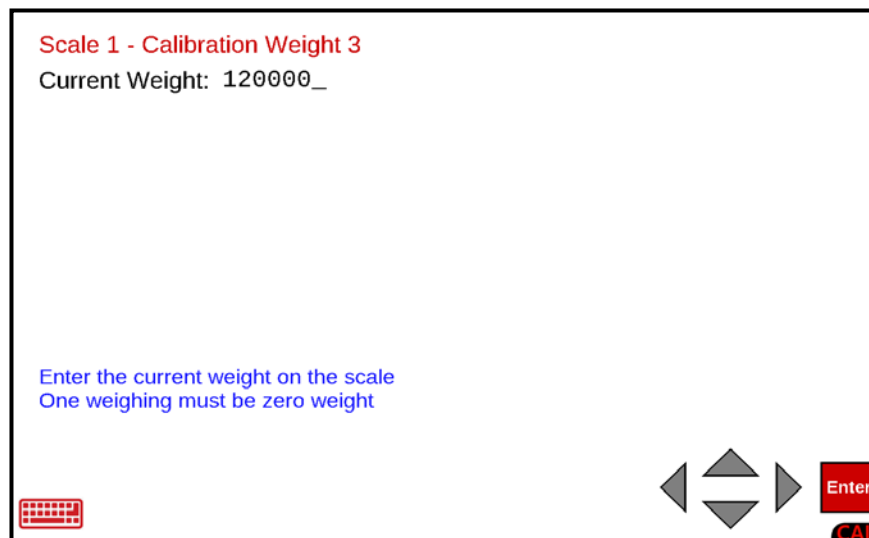 Scale 1 - Calibration Weight 3
Current Weight: 120000_
Enter the current weight on the scale
One weighing must be zero weight
Enter